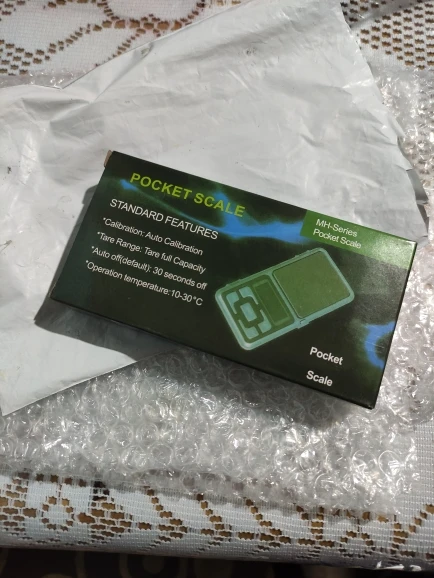 POCKET SCALE
STANDARD FEATURES
*Calibration: Auto Calibration
*Tare Range: Tare full Capacity
*Auto off(default): 30 seconds off
*Operation temperature:10-30°C
MH-Series
Pocket Scale
Pocket
Scale